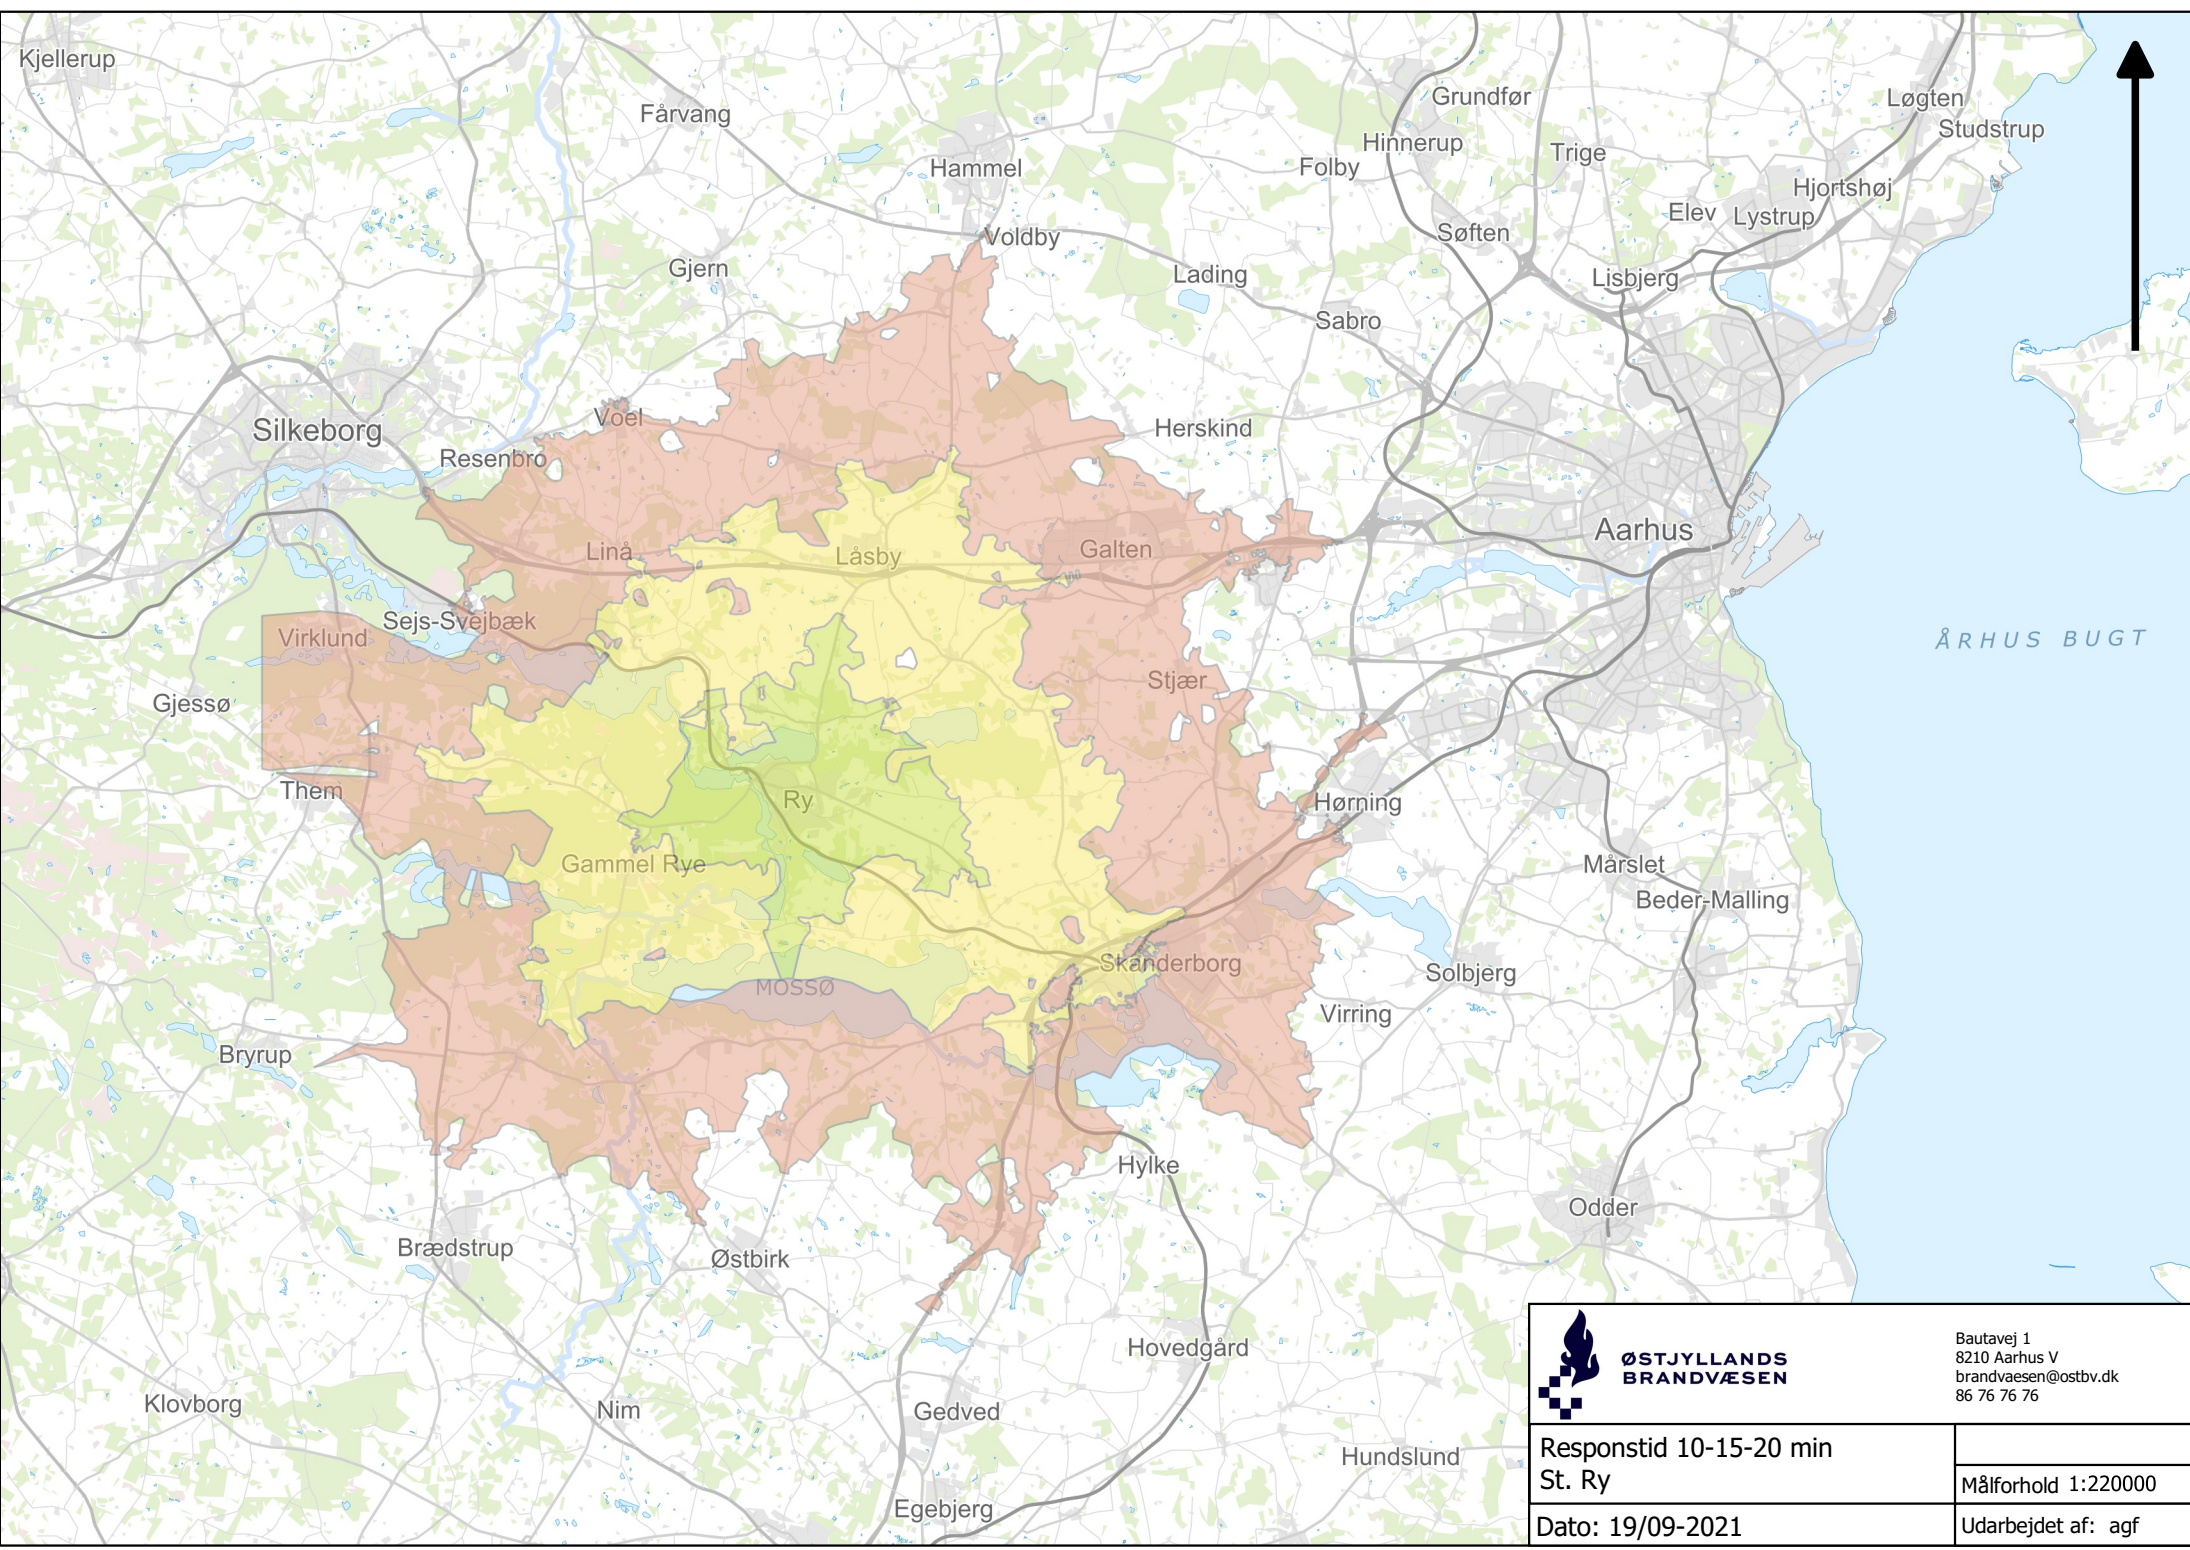 Kjellerup
Fårvang
Hammel
Voldby
Gjern
Grundfør
Hinnerup
Folby
Trige
Løgten
Studstrup
Hjortshøj
Elev
Lystrup
Søften
Lading
Lisbjerg
Sabro
Silkeborg
Voel
Resenbro
Herskind
Aarhus
Linå
Låsby
Galten
Virklund
Sejs-Svejbæk
ÅRHUS BUGT
Gjessø
Stjær
Them
Ry
Hørning
Gammel Rye
Mårslet
Beder-Malling
Skanderborg
Solbjerg
MOSSØ
Virring
Bryrup
Hylke
Odder
Brædstrup
Østbirk
Hovedgård
Klovborg
Nim
Gedved
Hundslund
Egebjerg
ØSTJYLLANDS
BRANDVÆSEN
Bautavej 1
8210 Aarhus V
brandvaesen@ostbv.dk
86 76 76 76
Responstid 10-15-20 min
St. Ry
Målforhold 1:220000
Dato: 19/09-2021
Udarbejdet af: agf